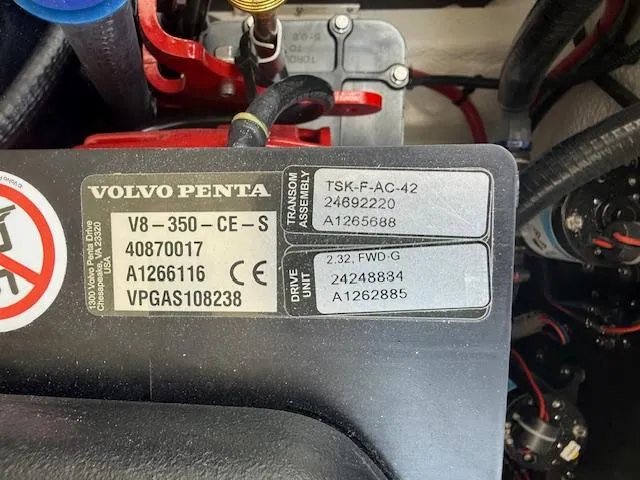 VOLVO PENTA
V8-350-CE-S
40870017
A1266116 CE
VPGAS108238
1300 Volvo Penta Drive
Chesapeake, VA 23320
USA
TRANSOM
ASSEMBLY
TSK-F-AC-42
24692220
A1265688
DRIVE
UNIT
2.32, FWD-G
24248884
A1262885